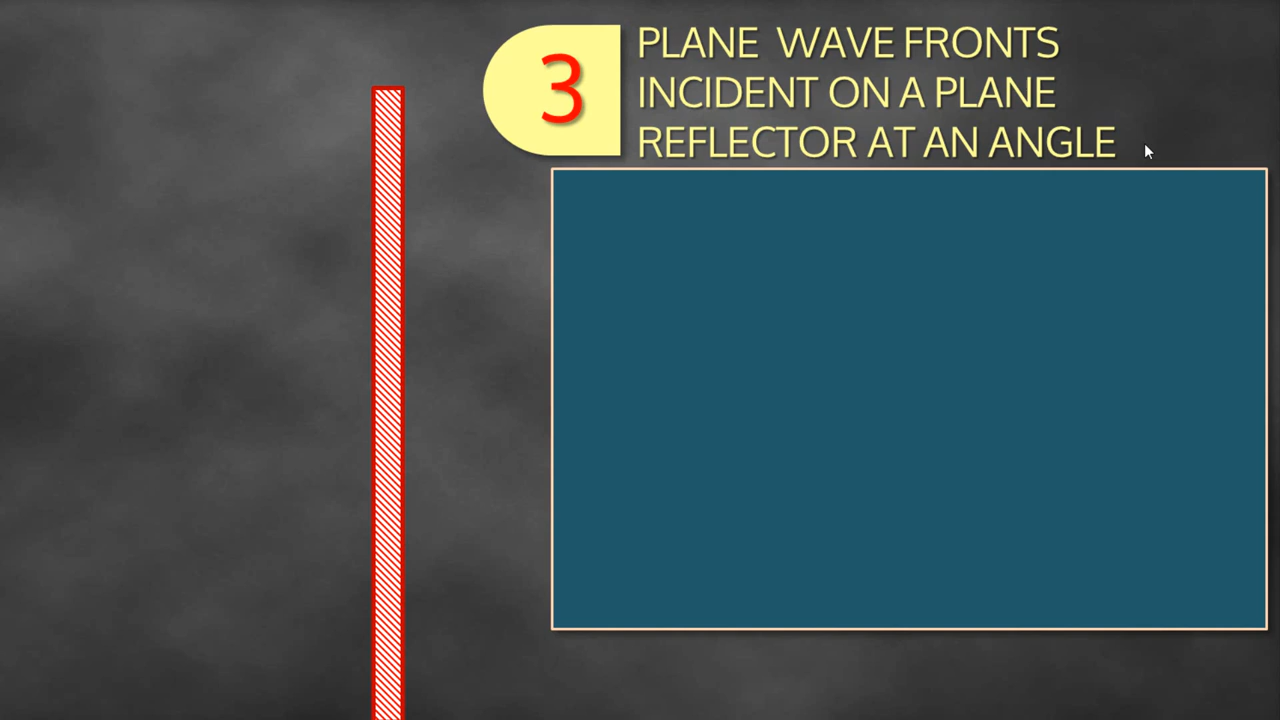 3
PLANE WAVE FRONTS
INCIDENT ON A PLANE
REFLECTOR AT AN ANGLE